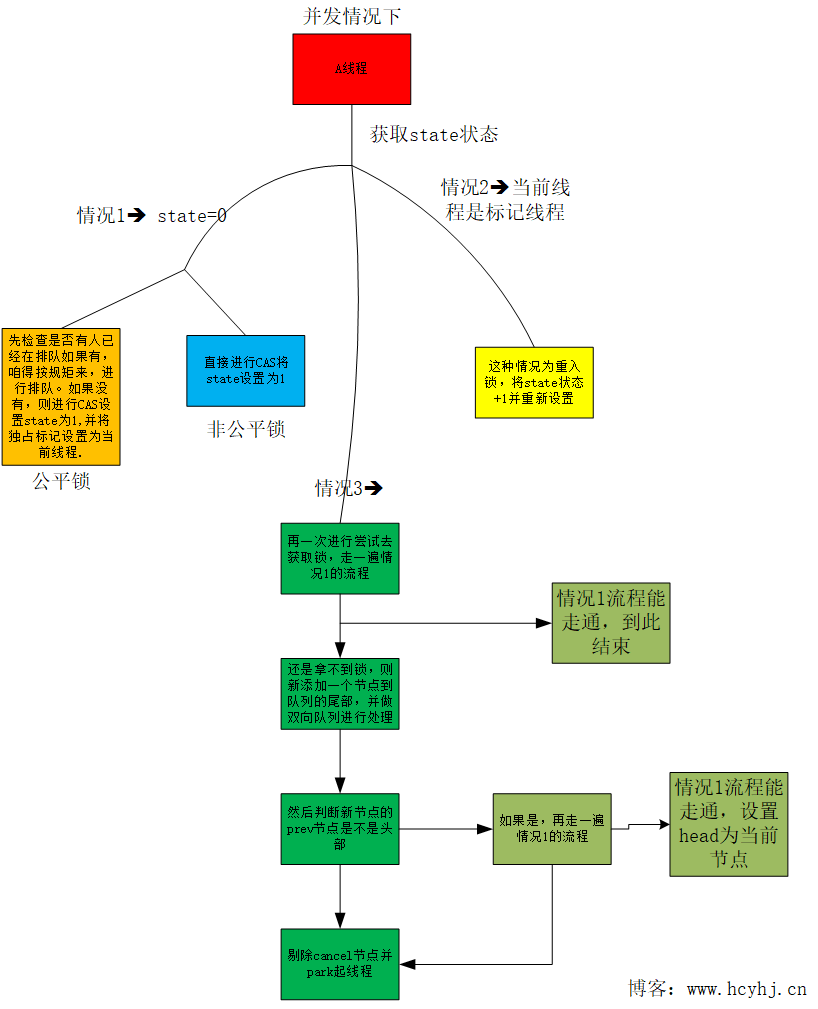 并发情况下
A线程
获取state状态
情况1➔ state=0
情况2➔当前线
程是标记线程
先检查是否有人已
经在排队如果有，
咱得按规矩来，进
行排队。如果没
有，则进行CAS设
置state为1,并将
独占标记设置为当
前线程.
公平锁
直接进行CAS将
state设置为1
非公平锁
这种情况为重入
锁，将state状态
+1并重新设置
情况3➔
再一次进行尝试去
获取锁，走一遍情
况1的流程
情况1流程能
走通，到此
结束
还是拿不到锁，则
新添加一个节点到
队列的尾部，并做
双向队列进行处理
然后判断新节点的
prev节点是不是头
部
如果是，再走一遍
情况1的流程
情况1流程能
走通，设置
head为当前
节点
剔除cancel节点并
park起线程
博客：www.hcyhj.cn